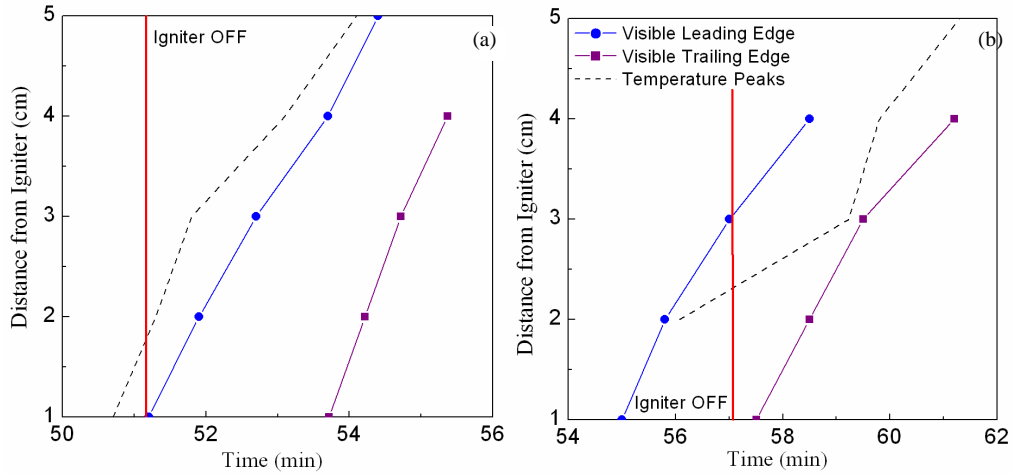 5
4
3
2
1
Distance from Igniter (cm)
Igniter OFF
(a)
50
52
54
56
Time (min)
5
4
3
2
1
Distance from Igniter (cm)
Visible Leading Edge
Visible Trailing Edge
Temperature Peaks
(b)
Igniter OFF
54
56
58
60
62
Time (min)